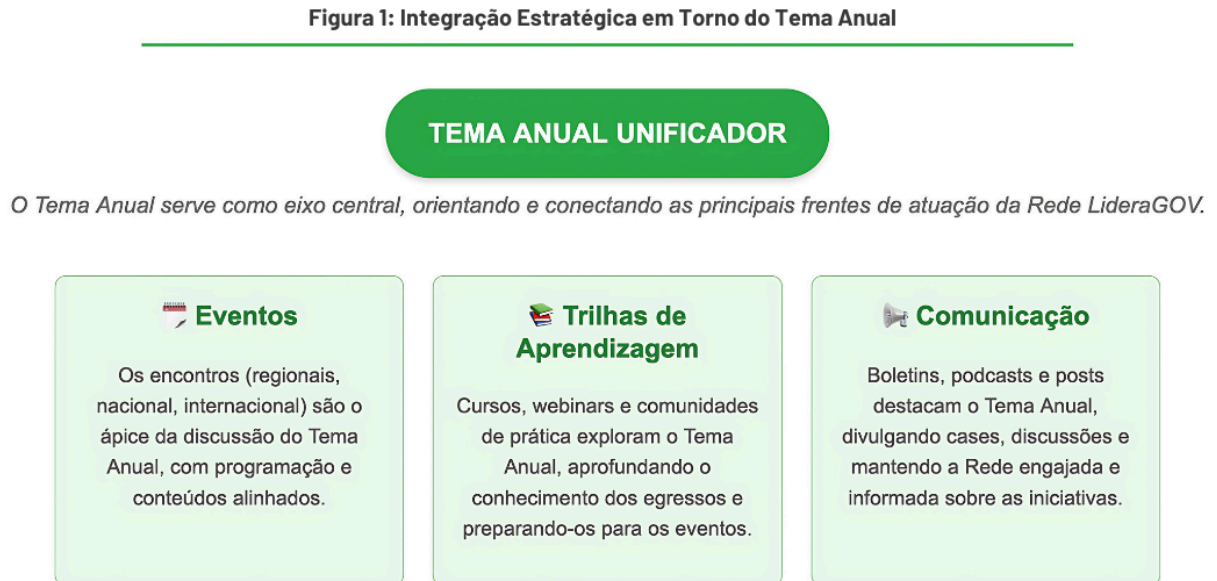 Figura 1: Integração Estratégica em Torno do Tema Anual
TEMA ANUAL UNIFICADOR
O Tema Anual serve como eixo central, orientando e conectando as principais frentes de atuação da Rede LideraGOV.
Eventos
Os encontros (regionais,
nacional, internacional) são o
ápice da discussão do Tema
Anual, com programação e
conteúdos alinhados.
Trilhas de
Aprendizagem
Cursos, webinars e comunidades
de prática exploram o Tema
Anual, aprofundando o
conhecimento dos egressos e
preparando-os para os eventos.
Comunicação
Boletins, podcasts e posts
destacam o Tema Anual,
divulgando cases, discussões e
mantendo a Rede engajada e
informada sobre as iniciativas.